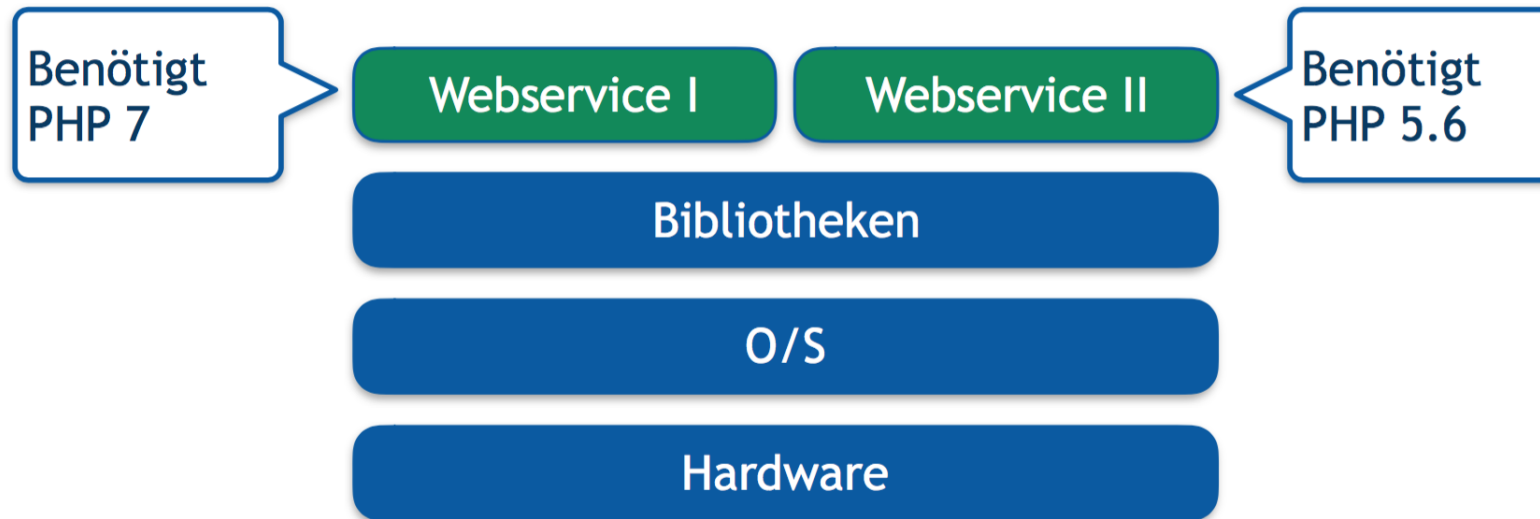 Benötigt
PHP 7
Webservice I
Webservice II
Benötigt
PHP 5.6
Bibliotheken
O/S
Hardware